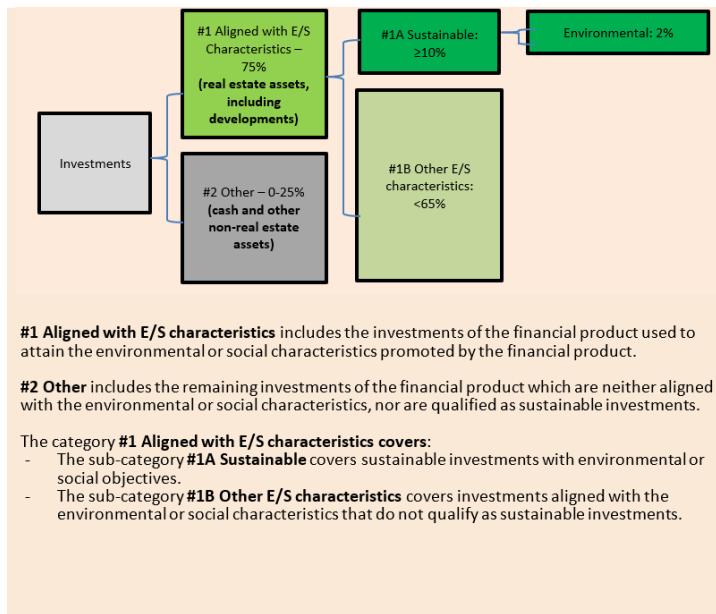 #1 Aligned with E/S
Characteristics –
75%
(real estate assets,
including
developments)
#1A Sustainable:
≥10%
Environmental: 2%
Investments
#2 Other – 0-25%
(cash and other
non-real estate
assets)
#1B Other E/S
characteristics:
<65%
#1 Aligned with E/S characteristics includes the investments of the financial product used to
attain the environmental or social characteristics promoted by the financial product.
#2 Other includes the remaining investments of the financial product which are neither aligned
with the environmental or social characteristics, nor are qualified as sustainable investments.
The category #1 Aligned with E/S characteristics covers:
- The sub-category #1A Sustainable covers sustainable investments with environmental or
social objectives.
- The sub-category #1B Other E/S characteristics covers investments aligned with the
environmental or social characteristics that do not qualify as sustainable investments.